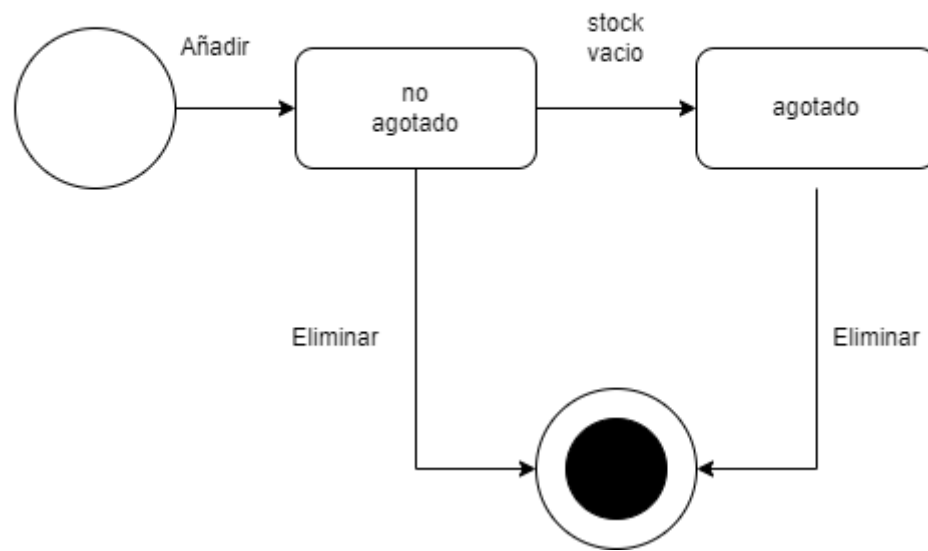 Añadir
no
agotado
stock
vacio
agotado
Eliminar
Eliminar